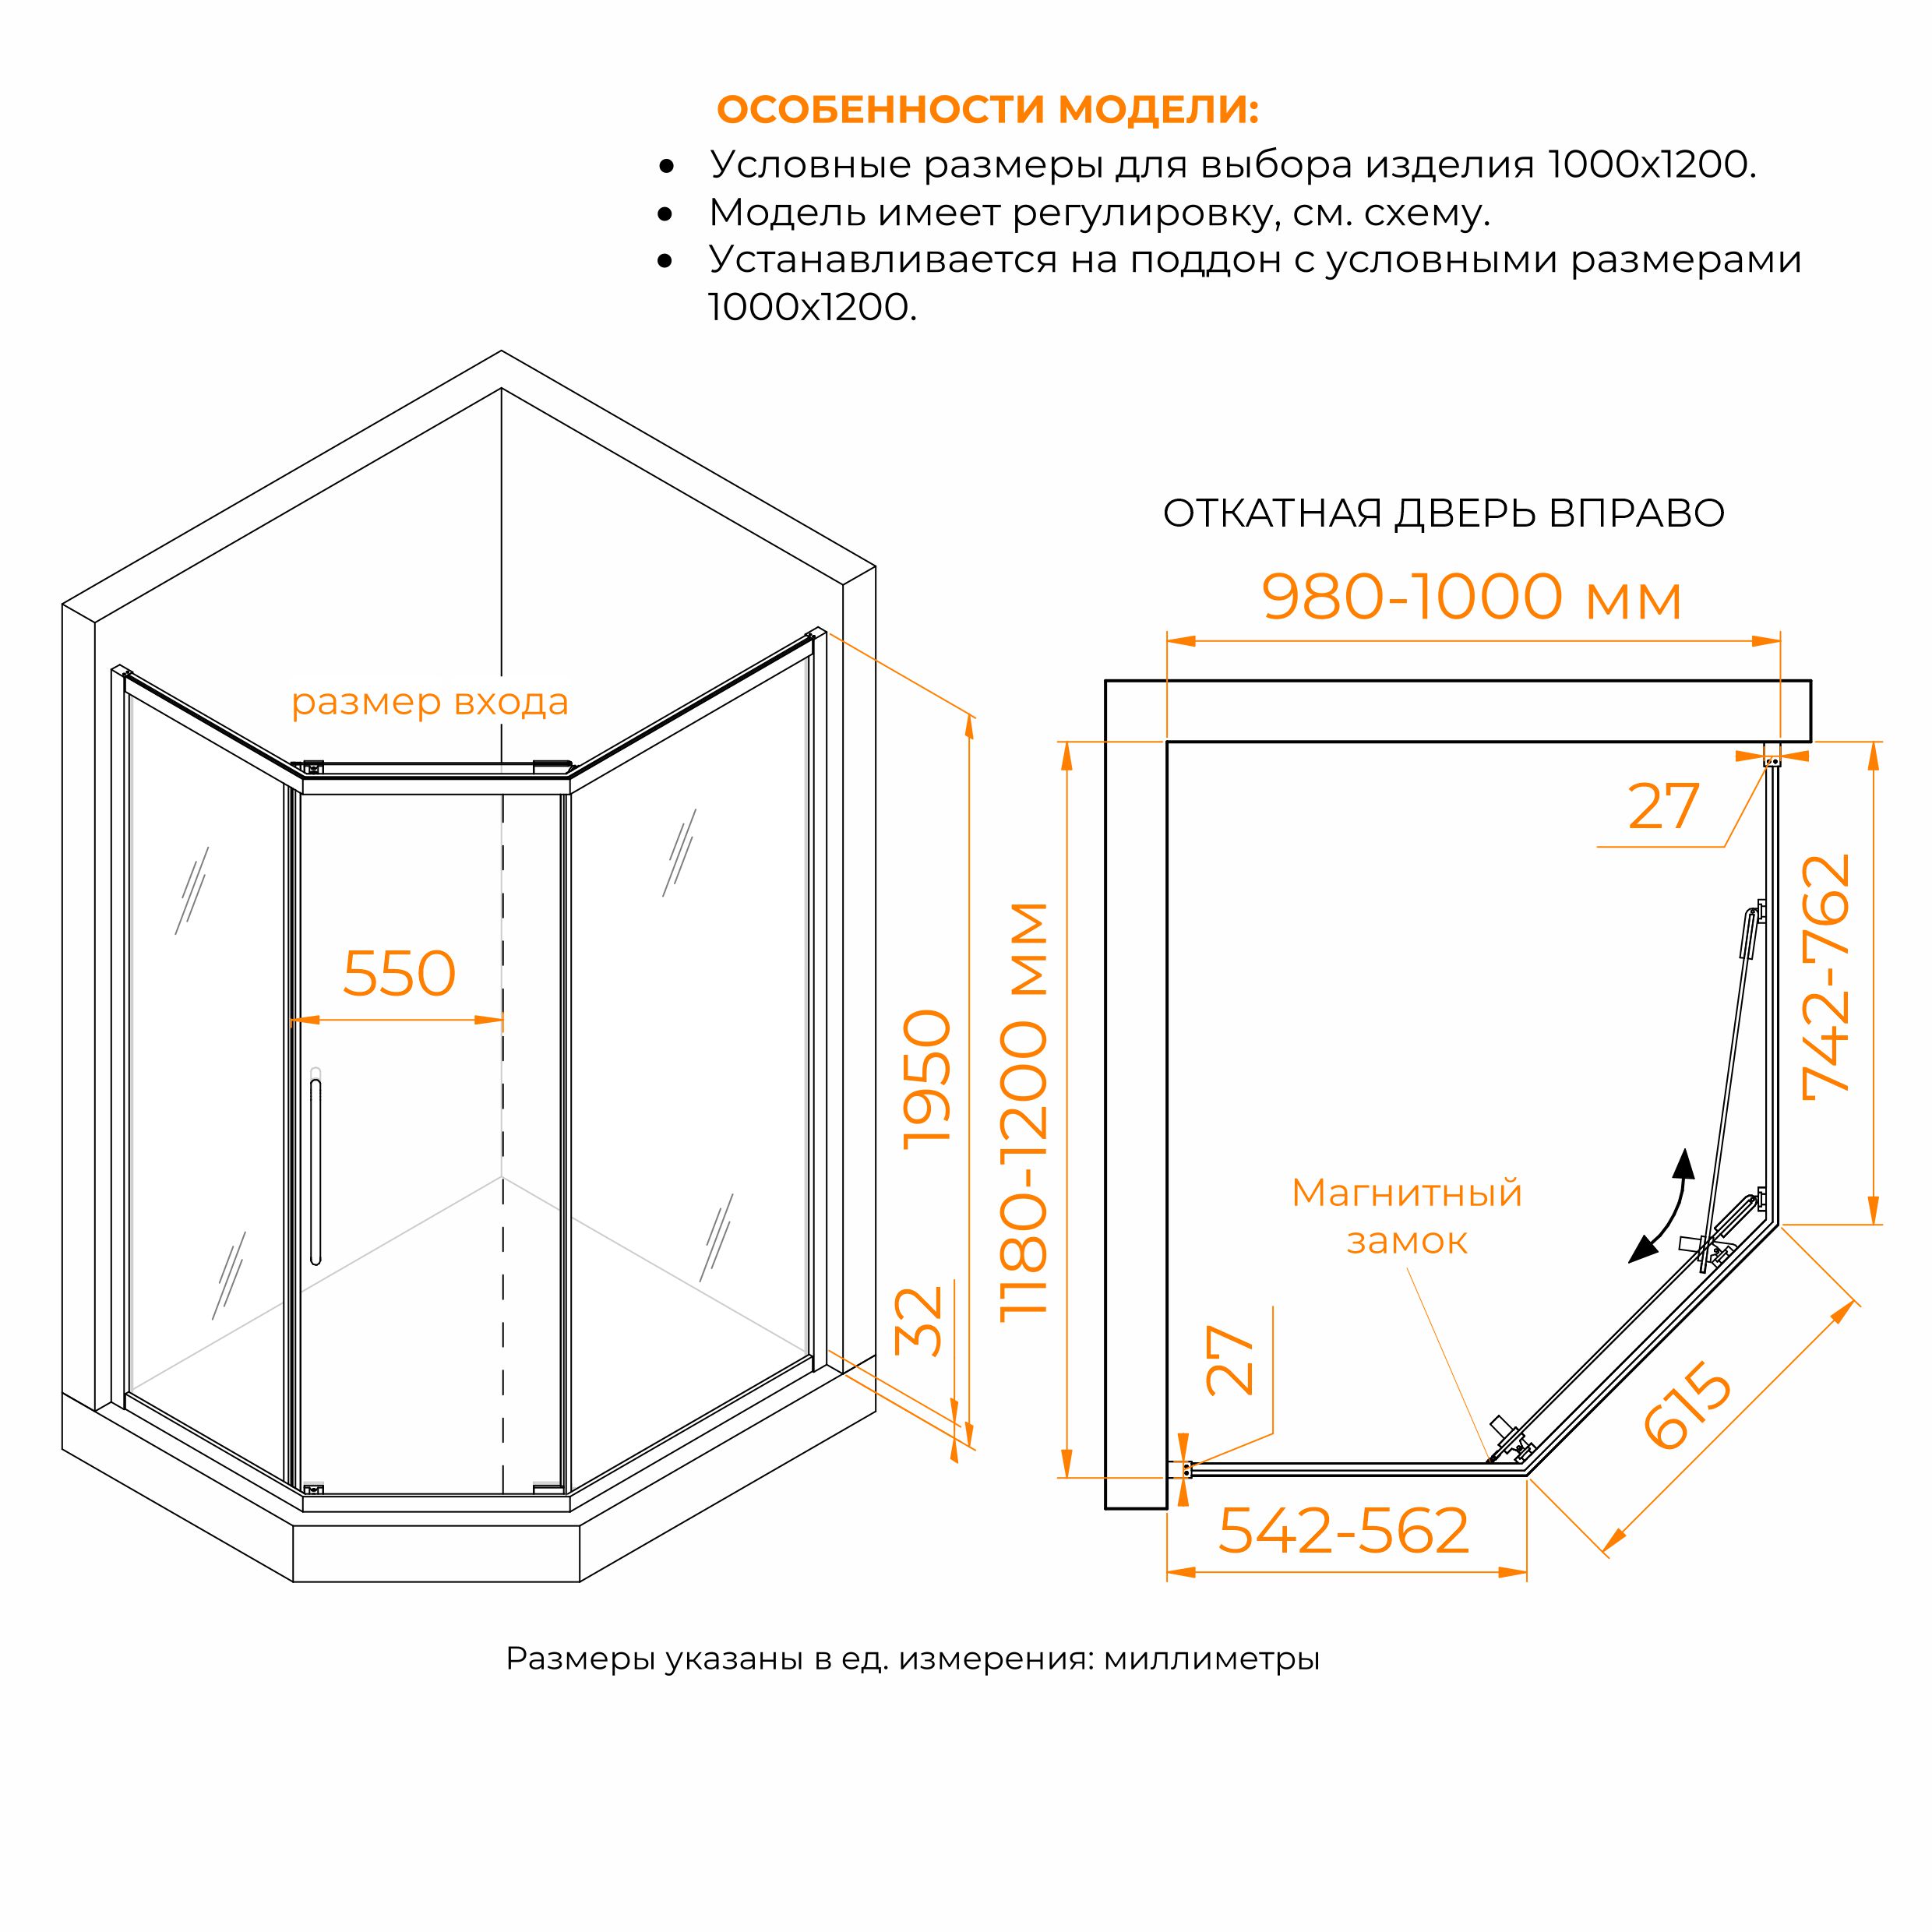 ОСОБЕННОСТИ МОДЕЛИ:
● Условные размеры для выбора изделия 1000х1200.
● Модель имеет регулировку, см. схему.
● Устанавливается на поддон с условными размерами
1000х1200.
ОТКАТНАЯ ДВЕРЬ ВПРАВО
980-1000 мм
размер входа
27
742-762
550
1950
1180-1200 мм
Магнитный
замок
32
27
615
542-562
Размеры указаны в ед. измерения: миллиметры